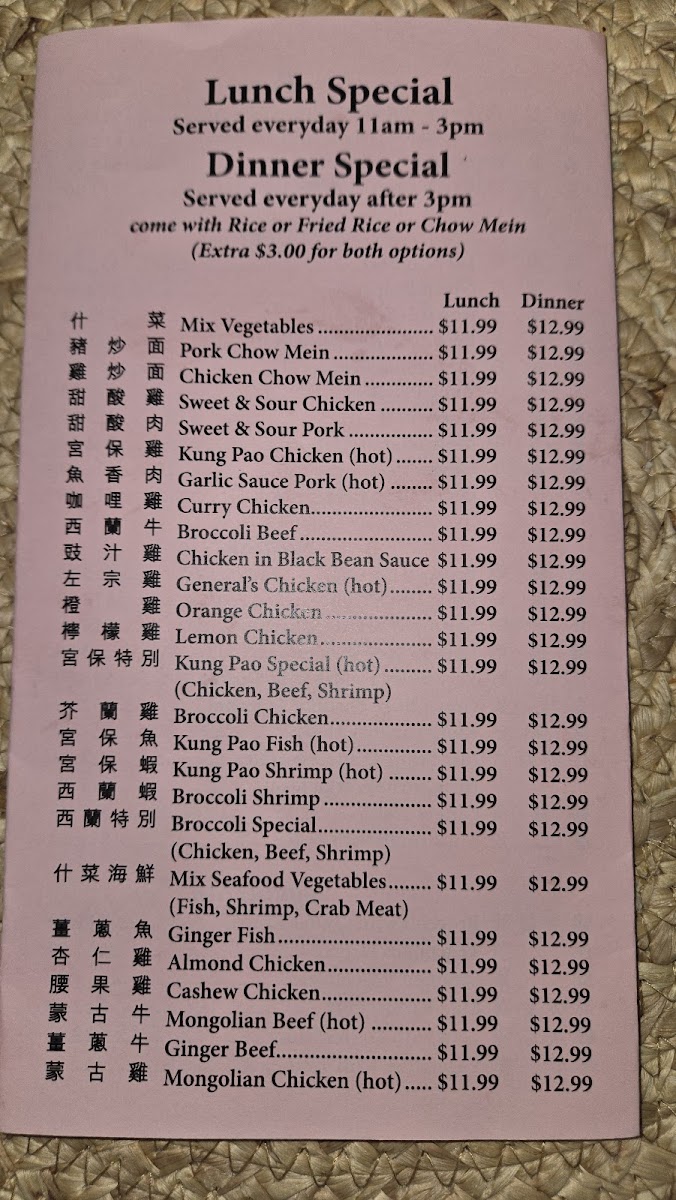 Lunch Special
Served everyday 11am - 3pm
Dinner Special
Served everyday after 3pm
come with Rice or Fried Rice or Chow Mein
(Extra $3.00 for both options)
Lunch Dinner
什菜 Mix Vegetables ...................... $11.99 $12.99
豬炒面 Pork Chow Mein ................... $11.99 $12.99
雞炒面 Chicken Chow Mein ............. $11.99 $12.99
甜酸雞 Sweet & Sour Chicken .......... $11.99 $12.99
甜酸肉 Sweet & Sour Pork ................ $11.99 $12.99
宮保雞 Kung Pao Chicken (hot) ....... $11.99 $12.99
魚香肉 Garlic Sauce Pork (hot) ........ $11.99 $12.99
咖哩雞 Curry Chicken....................... $11.99 $12.99
西蘭牛 Broccoli Beef .......................... $11.99 $12.99
豉汁雞 Chicken in Black Bean Sauce $11.99 $12.99
左宗雞 General's Chicken (hot)........ $11.99 $12.99
橙雞 Orange Chicken .................... $11.99 $12.99
檸檬雞 Lemon Chicken..................... $11.99 $12.99
宮保特別 Kung Pao Special (hot) ......... $11.99 $12.99
(Chicken, Beef, Shrimp)
芥蘭雞 Broccoli Chicken................... $11.99 $12.99
宮保魚 Kung Pao Fish (hot).............. $11.99 $12.99
宮保蝦 Kung Pao Shrimp (hot) ........ $11.99 $12.99
西蘭蝦 Broccoli Shrimp .................... $11.99 $12.99
西蘭特別 Broccoli Special..................... $11.99 $12.99
(Chicken, Beef, Shrimp)
什菜海鮮 Mix Seafood Vegetables........ $11.99 $12.99
(Fish, Shrimp, Crab Meat)
薑蔥魚 Ginger Fish............................ $11.99 $12.99
杏仁雞 Almond Chicken................... $11.99 $12.99
腰果雞 Cashew Chicken.................... $11.99 $12.99
蒙古牛 Mongolian Beef (hot) ........... $11.99 $12.99
薑蔥牛 Ginger Beef............................ $11.99 $12.99
蒙古雞 Mongolian Chicken (hot)..... $11.99 $12.99